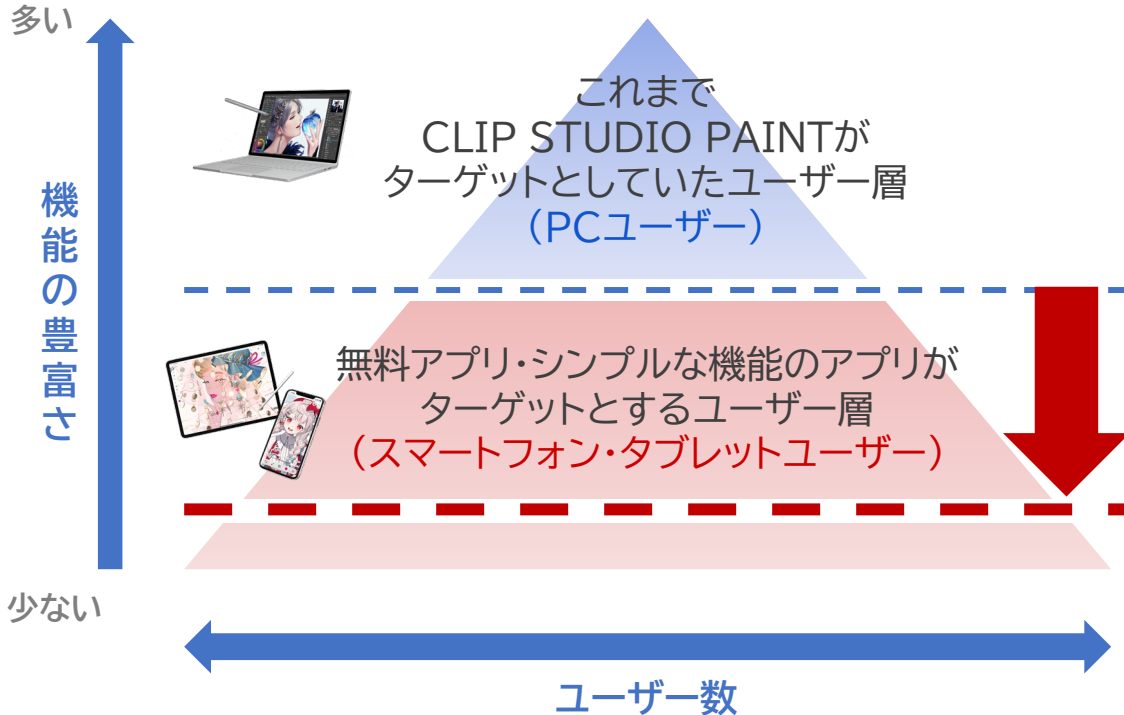 多い
これまで
CLIP STUDIO PAINTが
ターゲットとしていたユーザー層
（PCユーザー）
機能の豊富さ
無料アプリ・シンプルな機能のアプリが
ターゲットとするユーザー層
（スマートフォン・タブレットユーザー）
少ない
ユーザー数